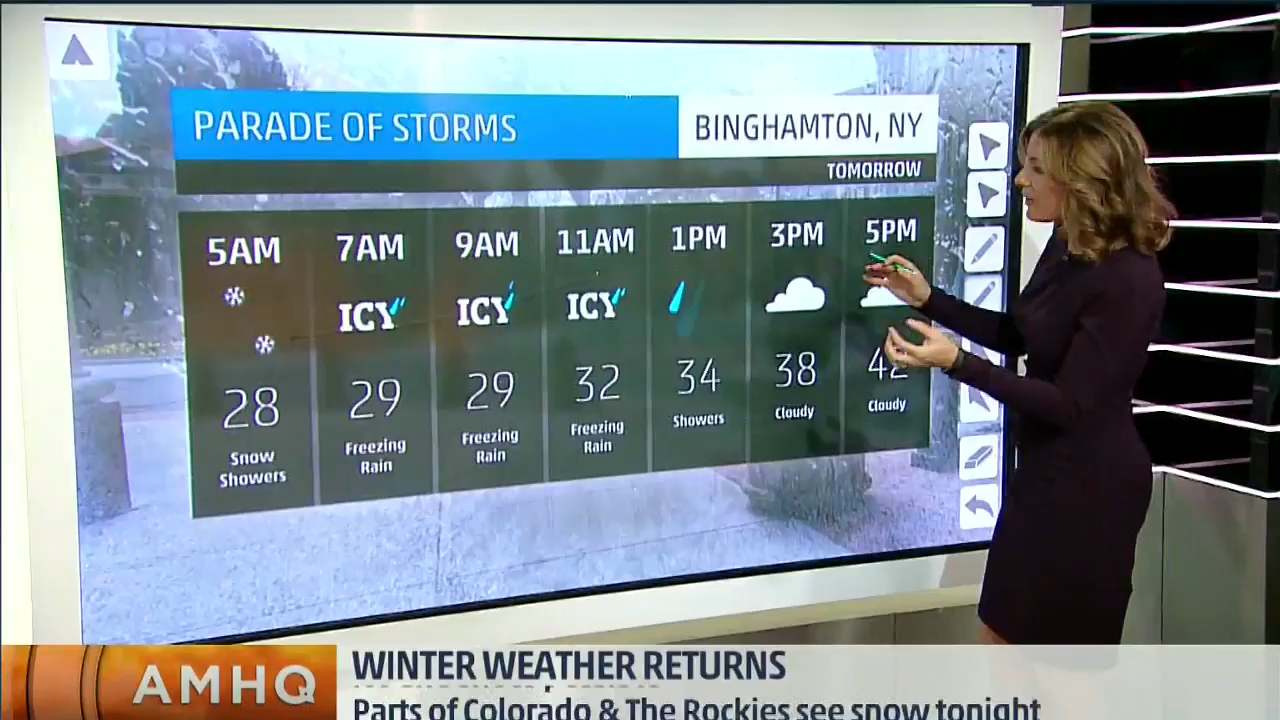 PARADE OF STORMS
BINGHAMTON, NY
TOMORROW
5AM 7AM 9AM 11AM 1PM 3PM 5PM
ICY ICY ICY
28 29 29 32 34 38 42
Snow Showers
Freezing Rain
Freezing Rain
Freezing Rain
Showers
Cloudy
Cloudy
AMHQ
WINTER WEATHER RETURNS
Parts of Colorado & The Rockies see snow tonight